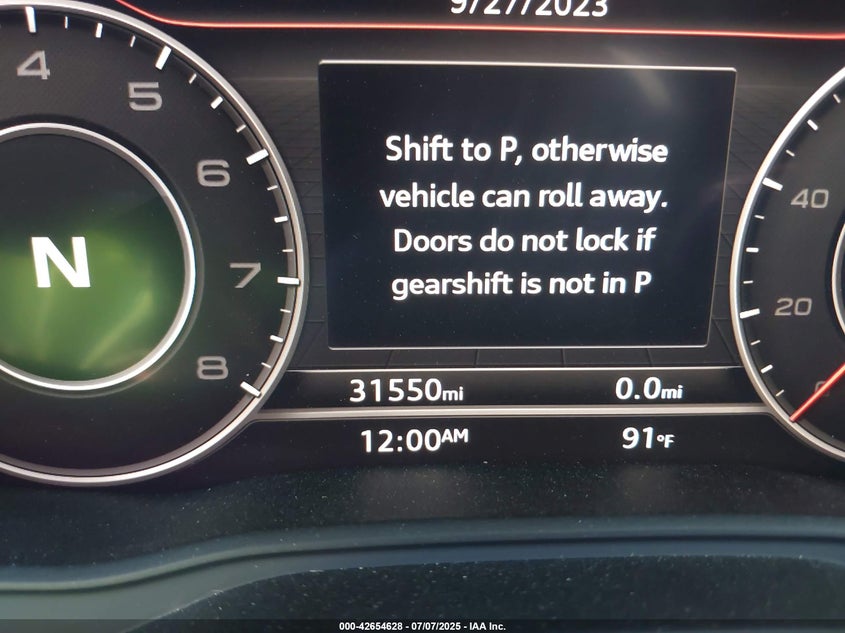 9/27/2023
4
5
6
7
8
N
Shift to P, otherwise
vehicle can roll away.
Doors do not lock if
gearshift is not in P
40
20
0
31550mi
0.0mi
12:00AM
91°F
000-42654628 - 07/07/2025 - IAA Inc.